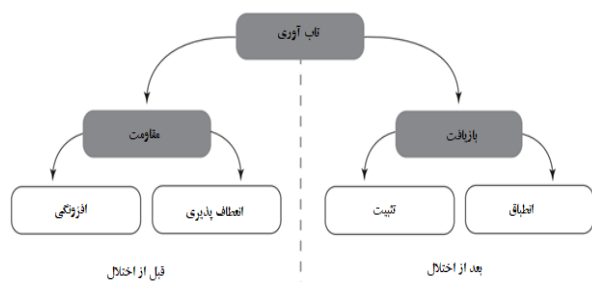 تاب آوری
بازیافت
مقاومت
انطباق
تثبیت
انعطاف پذیری
افزونگی
بعد از اختلال
قبل از اختلال